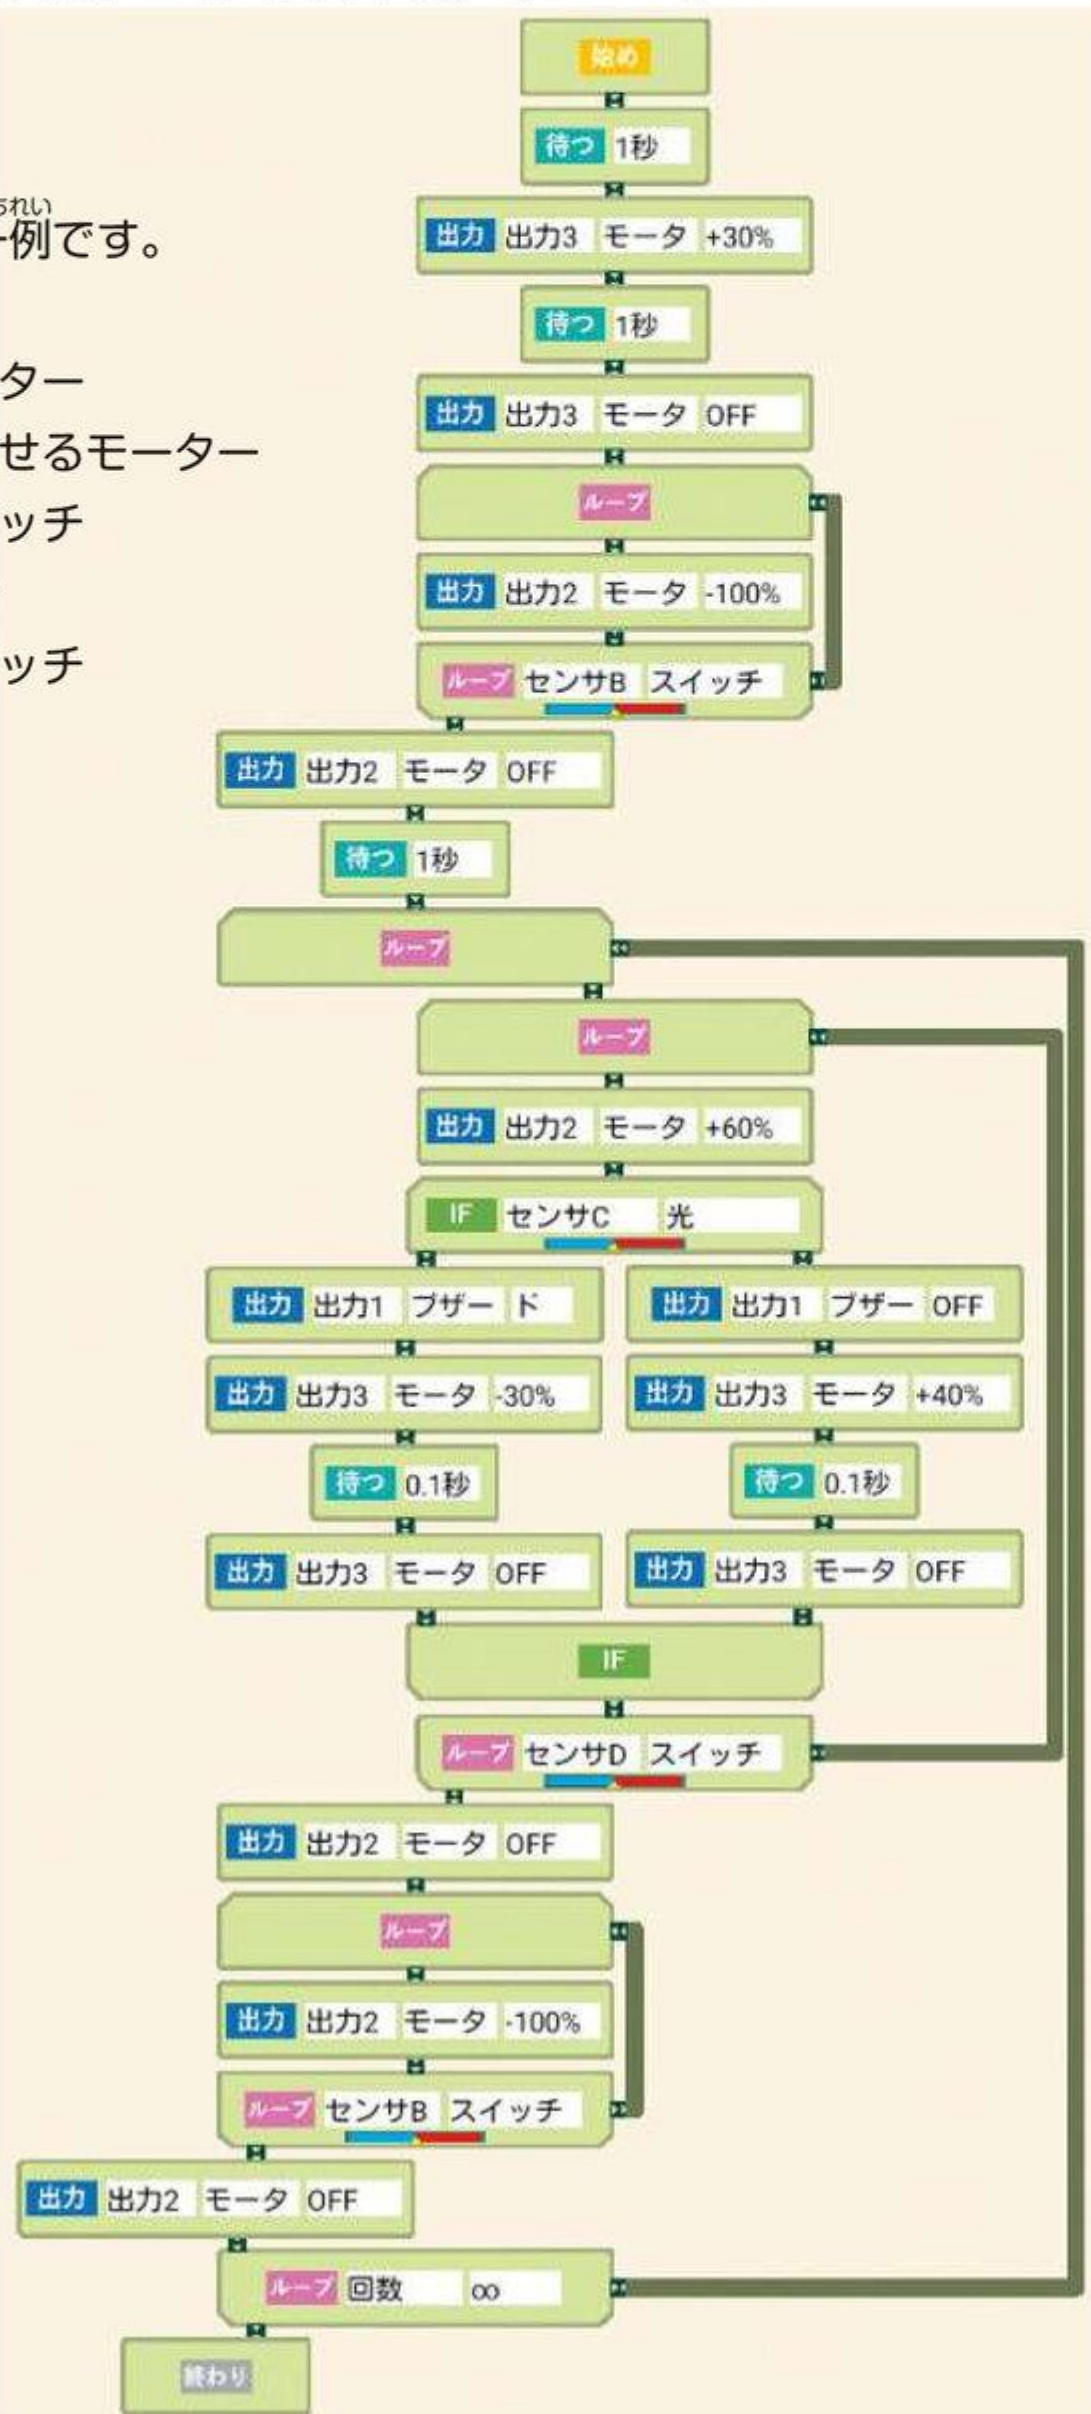 始め
待つ 1秒
れい
例です。
出力 出力3 モータ +30%
待つ 1秒
ター
出力 出力3 モータ OFF
せるモーター
ループ
ッチ
出力 出力2 モータ -100%
ッチ
ループ センサB スイッチ
出力 出力2 モータ OFF
待つ 1秒
ループ
ループ
出力 出力2 モータ +60%
IF センサC 光
出力 出力1 ブザー ド
出力 出力1 ブザー OFF
出力 出力3 モータ -30%
出力 出力3 モータ +40%
待つ 0.1秒
待つ 0.1秒
出力 出力3 モータ OFF
出力 出力3 モータ OFF
IF
ループ センサD スイッチ
出力 出力2 モータ OFF
ループ
出力 出力2 モータ -100%
ループ センサB スイッチ
出力 出力2 モータ OFF
ループ 回数 ∞
終わり